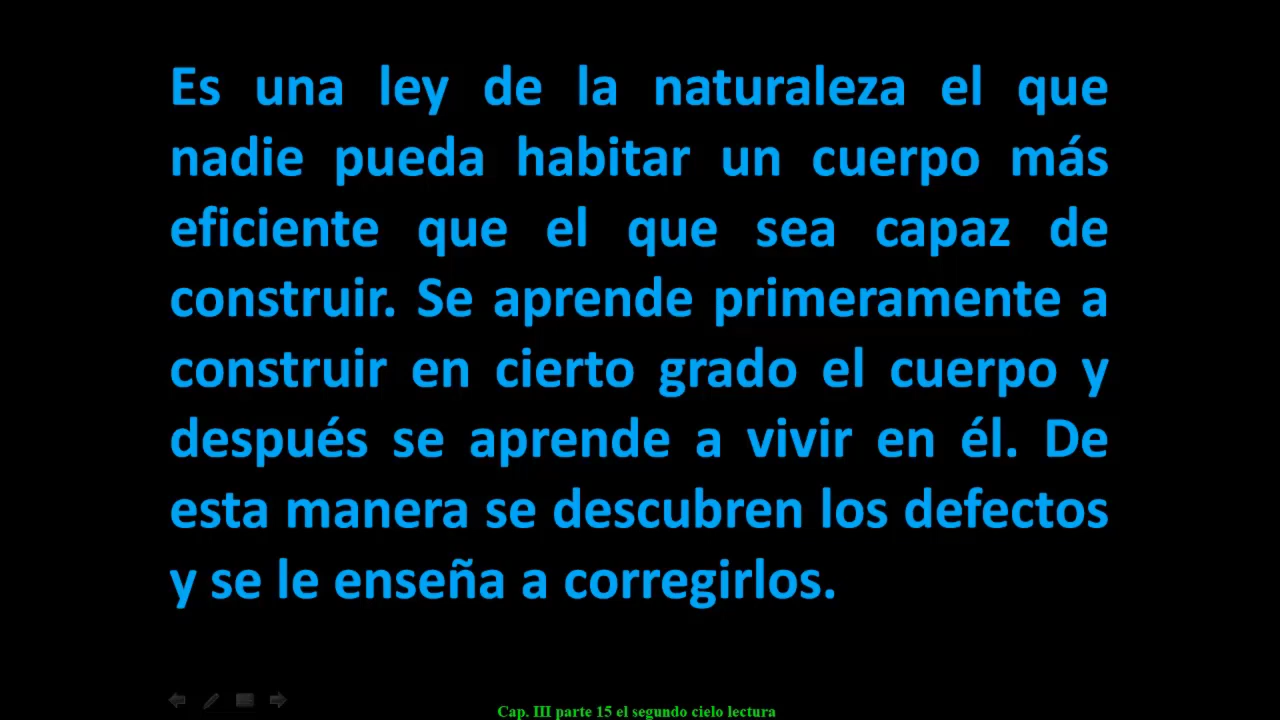 Es una ley de la naturaleza el que
nadie pueda habitar un cuerpo más
eficiente que el que sea capaz de
construir. Se aprende primeramente a
construir en cierto grado el cuerpo y
después se aprende a vivir en él. De
esta manera se descubren los defectos
y se le enseña a corregirlos.
Cap. III parte 15 el segundo cielo lectura